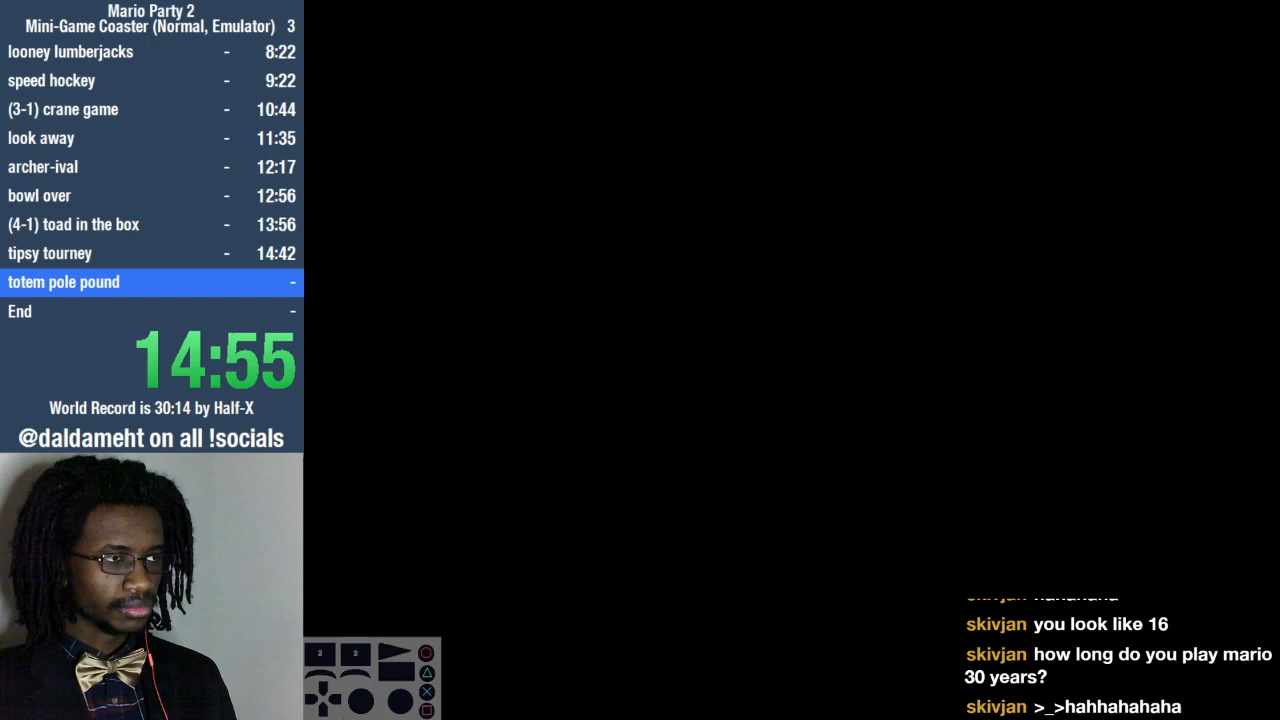 Mario Party 2
Mini-Game Coaster (Normal, Emulator) 3
looney lumberjacks - 8:22
speed hockey - 9:22
(3-1) crane game - 10:44
look away - 11:35
archer-ival - 12:17
bowl over - 12:56
(4-1) toad in the box - 13:56
tipsy tourney - 14:42
totem pole pound -
End -
14:55
World Record is 30:14 by Half-X
@daldameht on all !socials
2 2
skivjan hahahaha
skivjan you look like 16
skivjan how long do you play mario
30 years?
skivjan >_>hahhahahaha